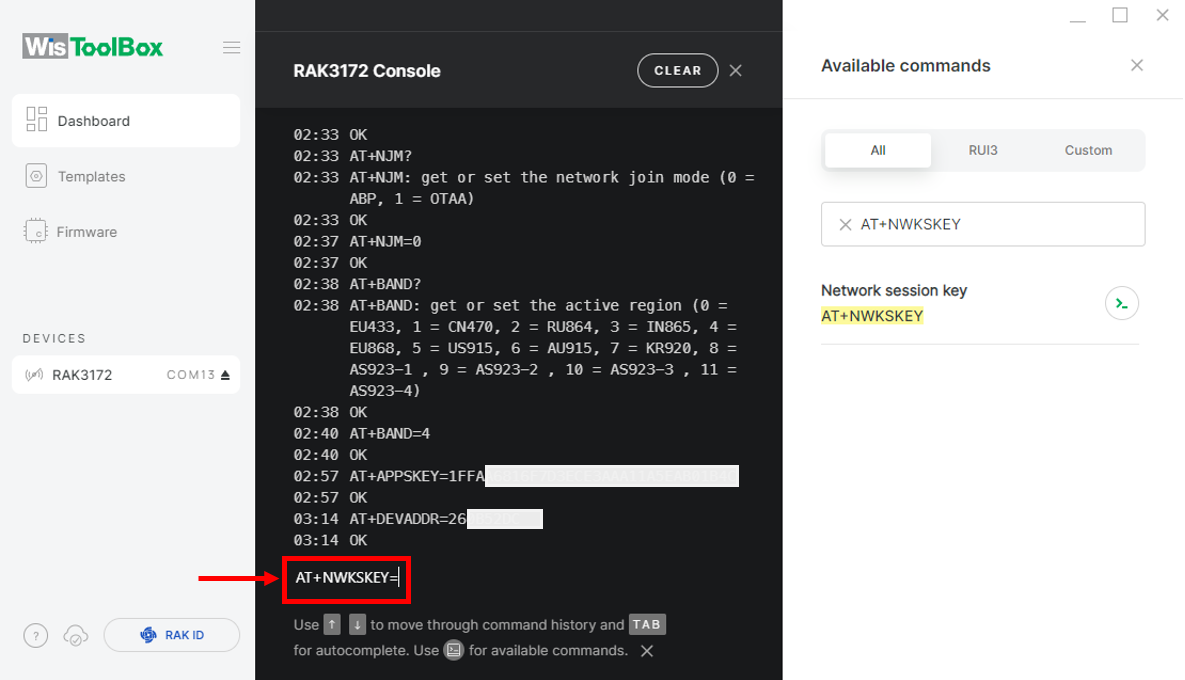 WisToolBox
Dashboard
Templates
Firmware
DEVICES
RAK3172 COM13
?
RAK ID
RAK3172 Console
CLEAR
02:33 OK
02:33 AT+NJM?
02:33 AT+NJM: get or set the network join mode (0 =
ABP, 1 = OTAA)
02:33 OK
02:37 AT+NJM=0
02:37 OK
02:38 AT+BAND?
02:38 AT+BAND: get or set the active region (0 =
EU433, 1 = CN470, 2 = RU864, 3 = IN865, 4 =
EU868, 5 = US915, 6 = AU915, 7 = KR920, 8 =
AS923-1 , 9 = AS923-2 , 10 = AS923-3 , 11 =
AS923-4)
02:38 OK
02:40 AT+BAND=4
02:40 OK
02:57 AT+APPSKEY=1FFA
02:57 OK
03:14 AT+DEVADDR=26
03:14 OK
AT+NWKSKEY=
Use ↑ ↓ to move through command history and TAB
for autocomplete. Use for available commands.
Available commands
All RUI3 Custom
AT+NWKSKEY
Network session key
AT+NWKSKEY